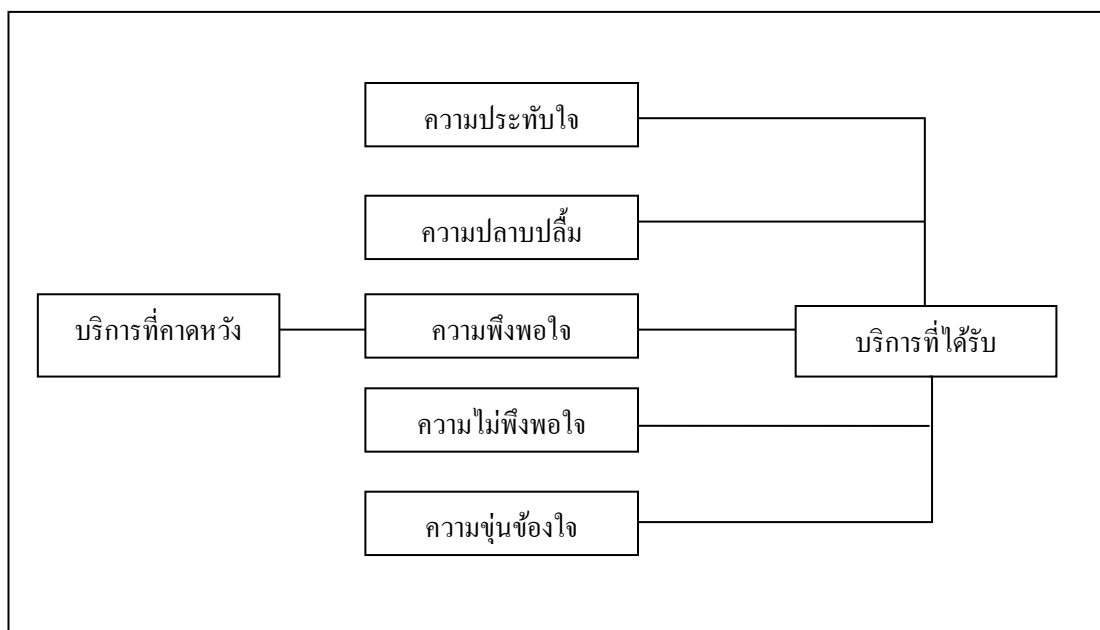 ความประทับใจ
ความปลาบปลื้ม
บริการที่คาดหวัง
ความพึงพอใจ
บริการที่ได้รับ
ความไม่พึงพอใจ
ความขุ่นข้องใจ